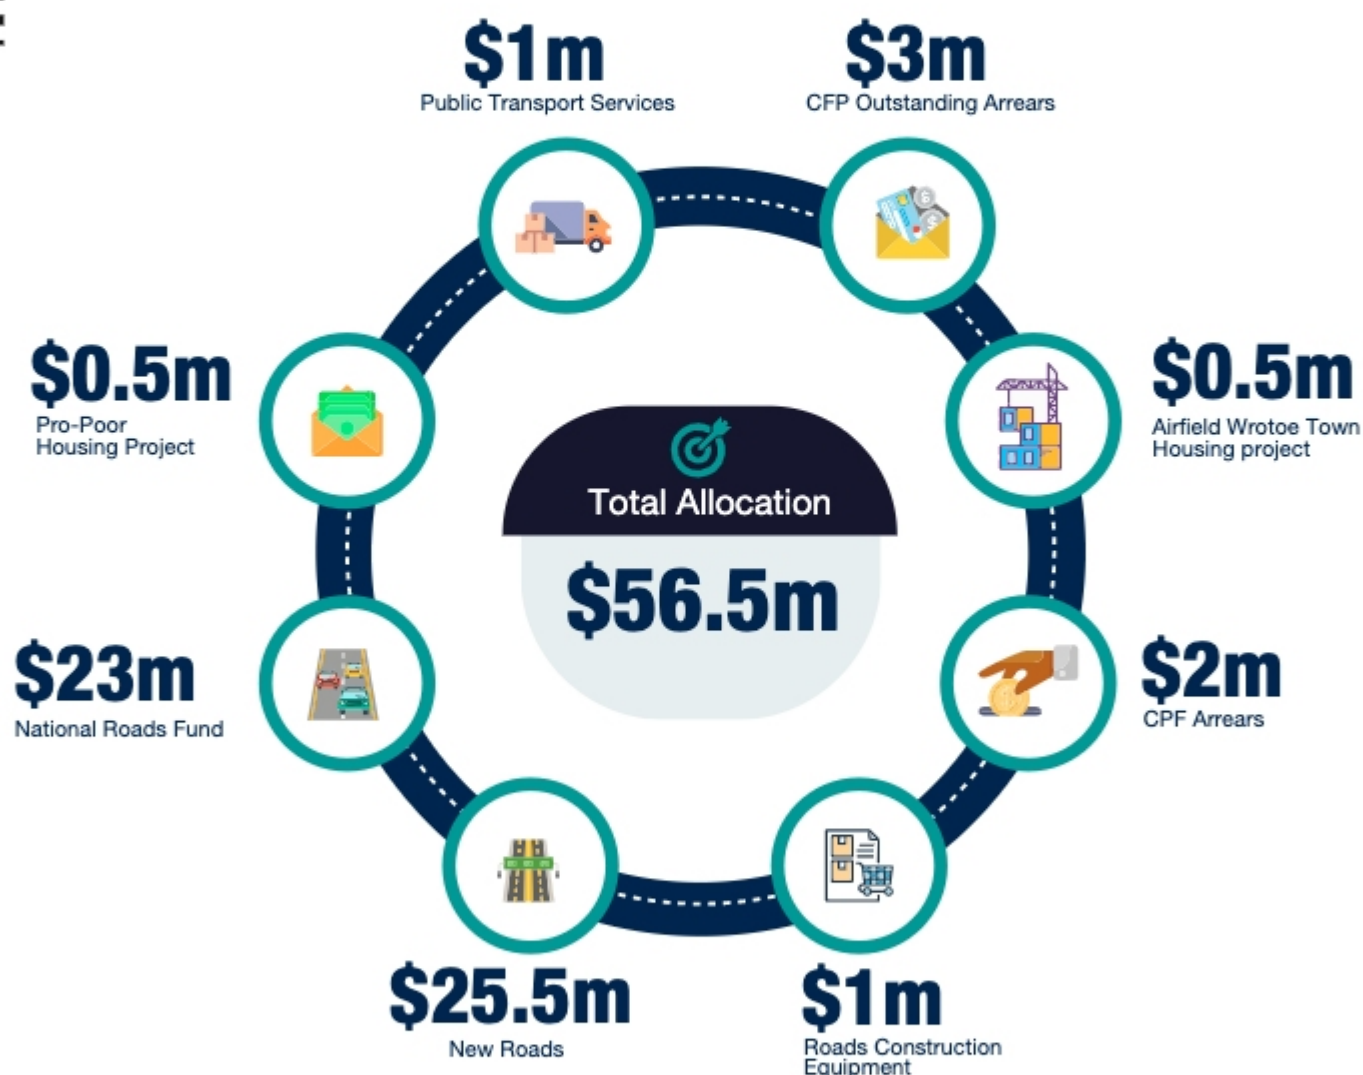 $1m
Public Transport Services
$3m
CFP Outstanding Arrears
$0.5m
Pro-Poor
Housing Project
$0.5m
Airfield Wrotoe Town
Housing project
Total Allocation
$56.5m
$23m
National Roads Fund
$2m
CPF Arrears
$25.5m
New Roads
$1m
Roads Construction
Equipment